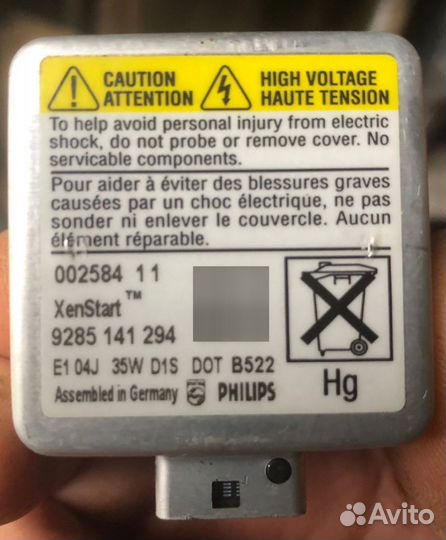 CAUTION
ATTENTION
HIGH VOLTAGE
HAUTE TENSION
To help avoid personal injury from electric
shock, do not probe or remove cover. No
servicable components.
Pour aider à éviter des blessures graves
causées par un choc électrique, ne pas
sonder ni enlever le couvercle. Aucun
élément réparable.
002584 11
XenStart™
9285 141 294
E1 04J 35W D1S DOT B522
Assembled in Germany PHILIPS
Hg
Avito